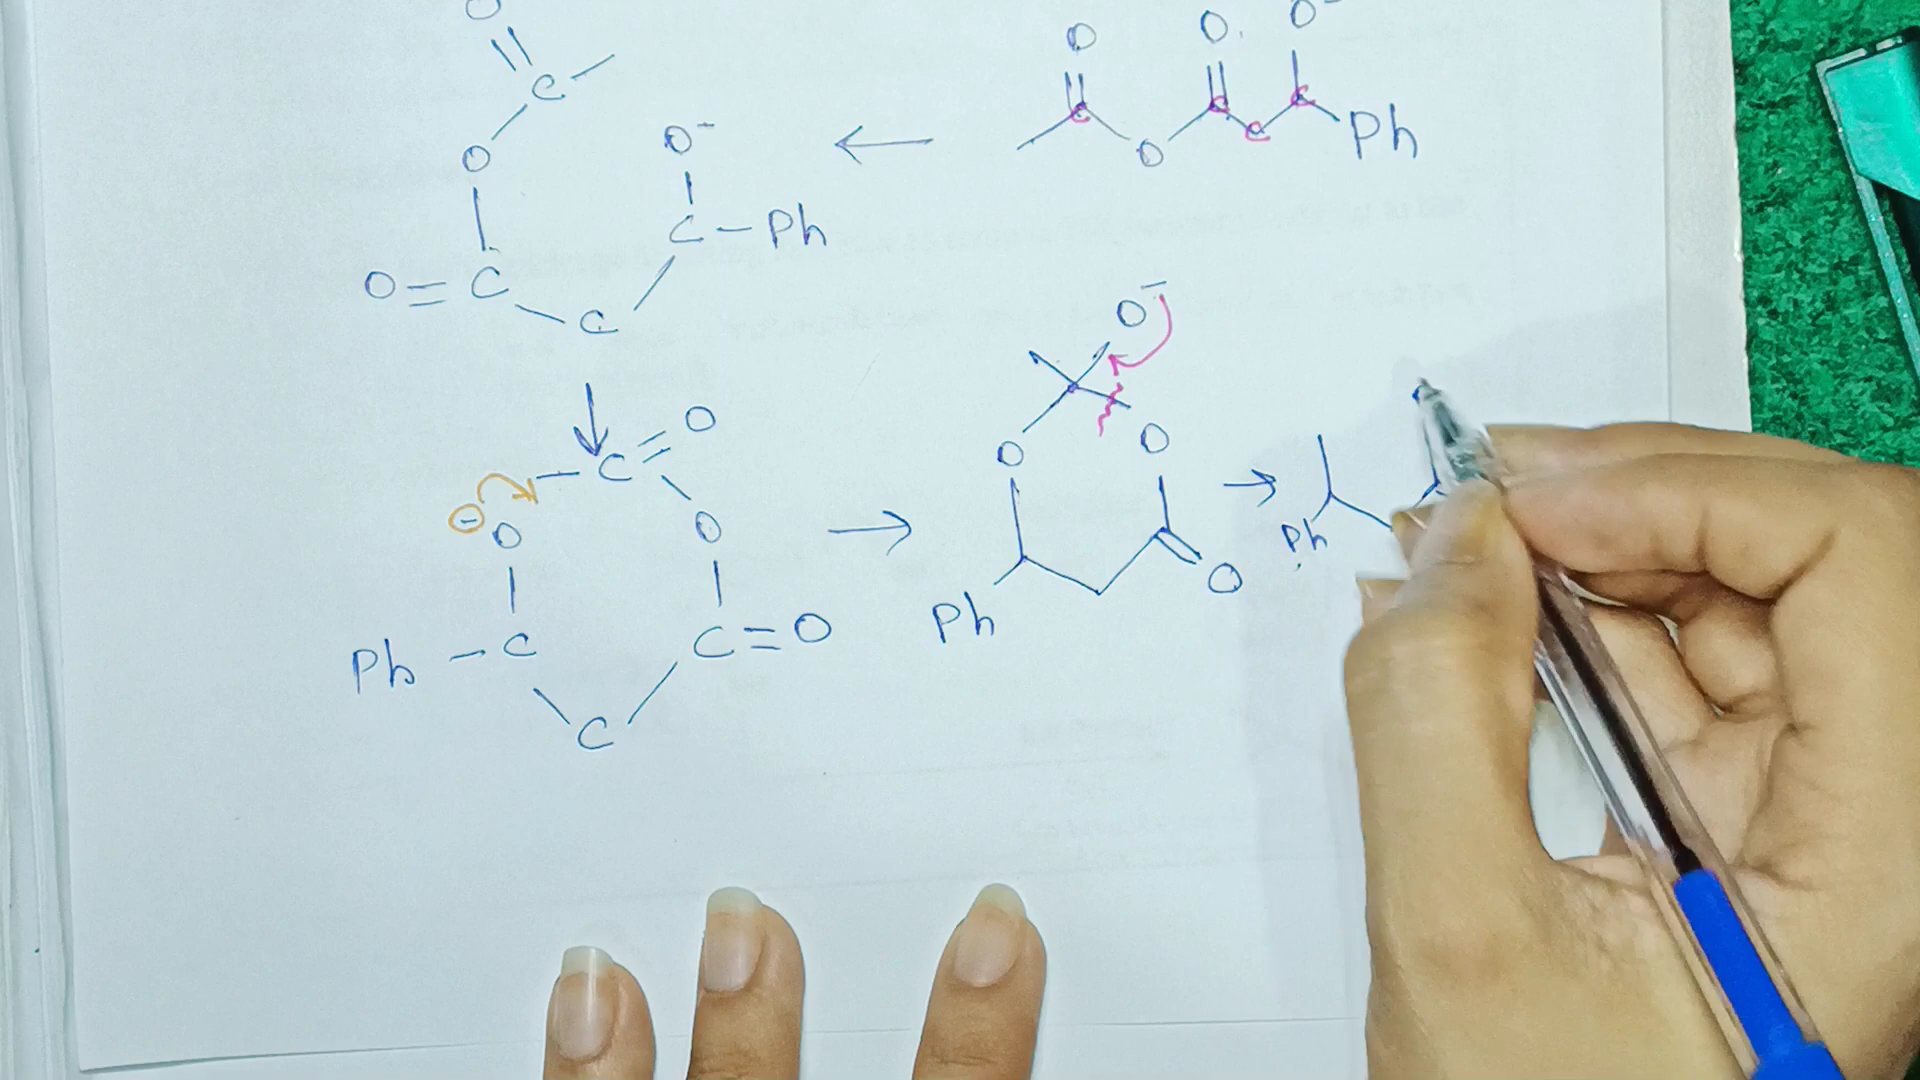 O O O O⁻
C
C C C
O Ph
O
O⁻
C - Ph
O = C
C
O⁻
C = O
⊖
O O
O O
Ph
Ph - C C = O
O
Ph
C